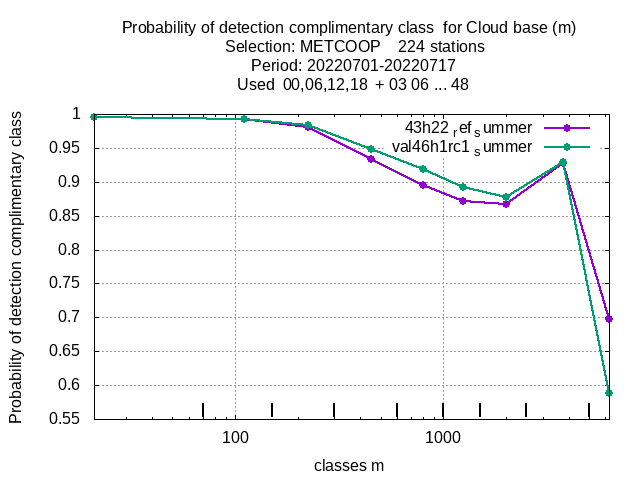 Probability of detection complimentary class for Cloud base (m)
Selection: METCOOP 224 stations
Period: 20220701-20220717
Used 00,06,12,18 + 03 06 ... 48
Probability of detection complimentary class
1
0.95
0.9
0.85
0.8
0.75
0.7
0.65
0.6
0.55
43h22 ref summer
val46h1rc1 summer
100
1000
classes m